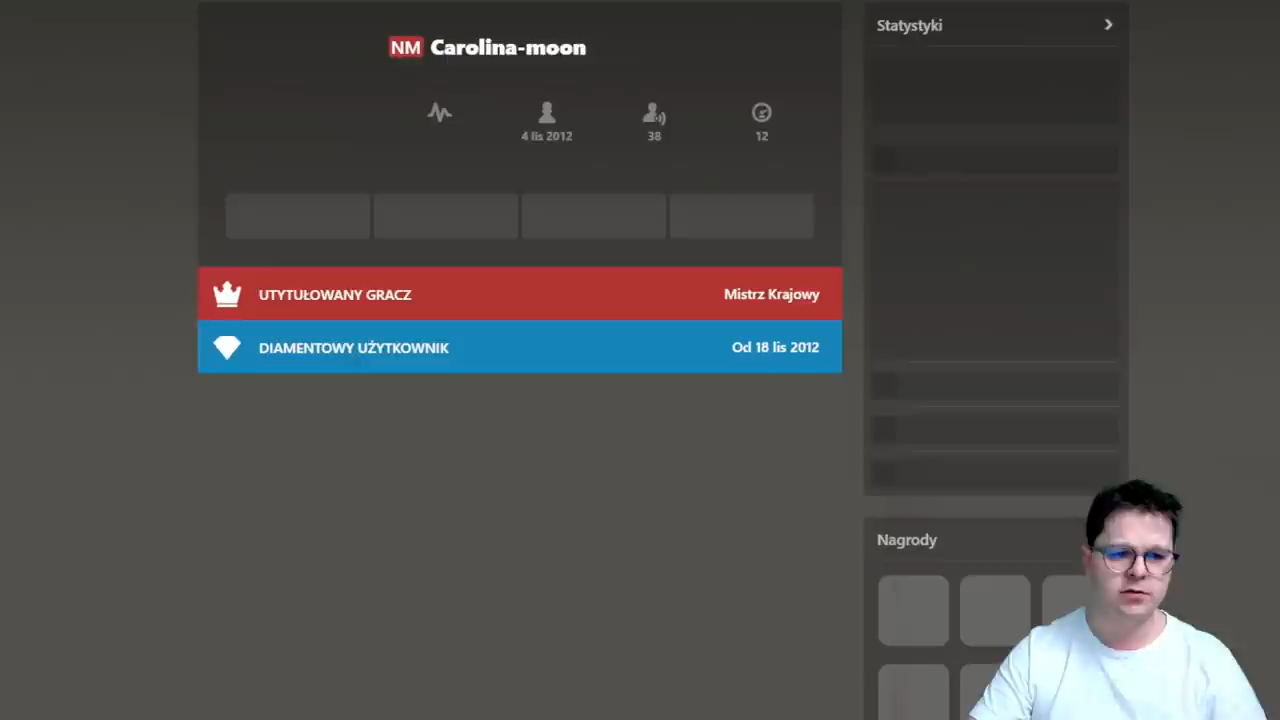 NM Carolina-moon
4 lis 2012
38
12
UTYTUŁOWANY GRACZ
Mistrz Krajowy
DIAMENTOWY UŻYTKOWNIK
Od 18 lis 2012
Statystyki
Nagrody